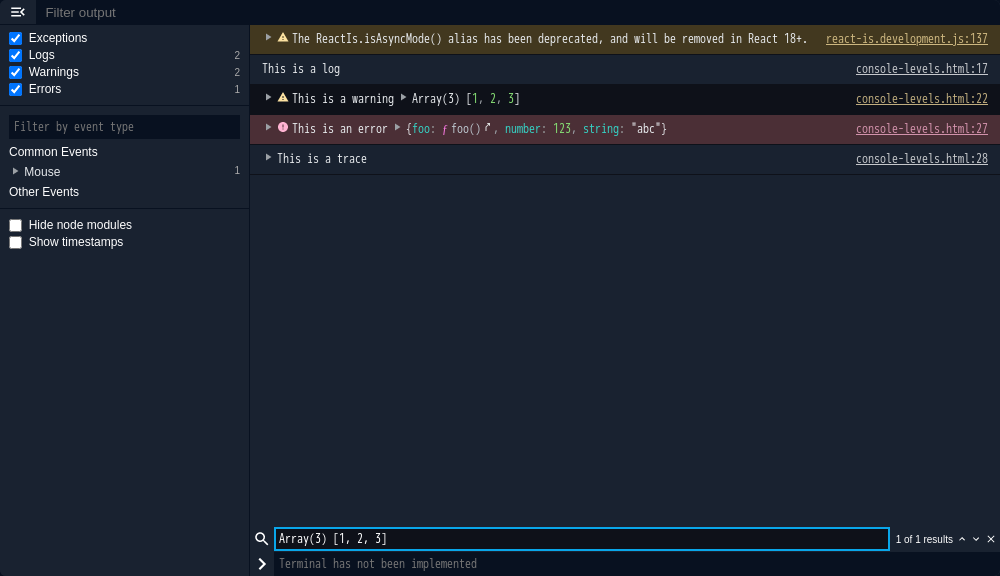 Filter output
Exceptions
Logs 2
Warnings 2
Errors 1
Filter by event type
Common Events
Mouse 1
Other Events
Hide node modules
Show timestamps
The ReactIs.isAsyncMode() alias has been deprecated, and will be removed in React 18+. react-is.development.js:137
This is a log console-levels.html:17
This is a warning Array(3) [1, 2, 3] console-levels.html:22
This is an error {foo: ƒ foo(), number: 123, string: "abc"} console-levels.html:27
This is a trace console-levels.html:28
Array(3) [1, 2, 3] 1 of 1 results
Terminal has not been implemented